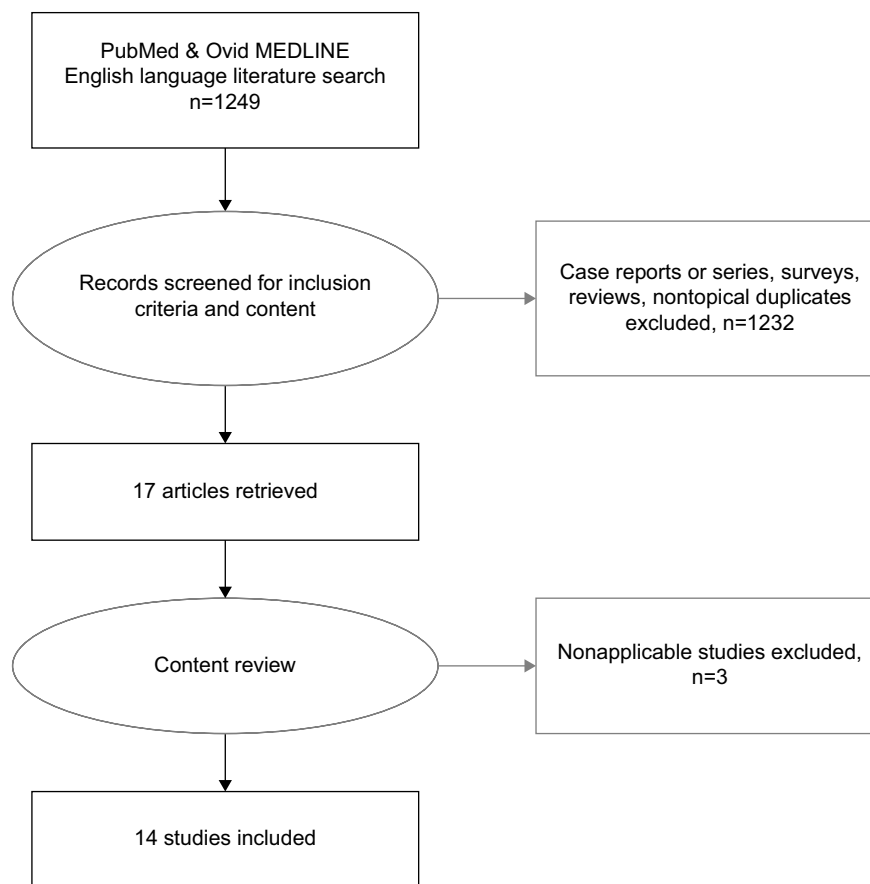 PubMed & Ovid MEDLINE
English language literature search
n=1249
Records screened for inclusion
criteria and content
Case reports or series, surveys,
reviews, nontopical duplicates
excluded, n=1232
17 articles retrieved
Content review
Nonapplicable studies excluded,
n=3
14 studies included